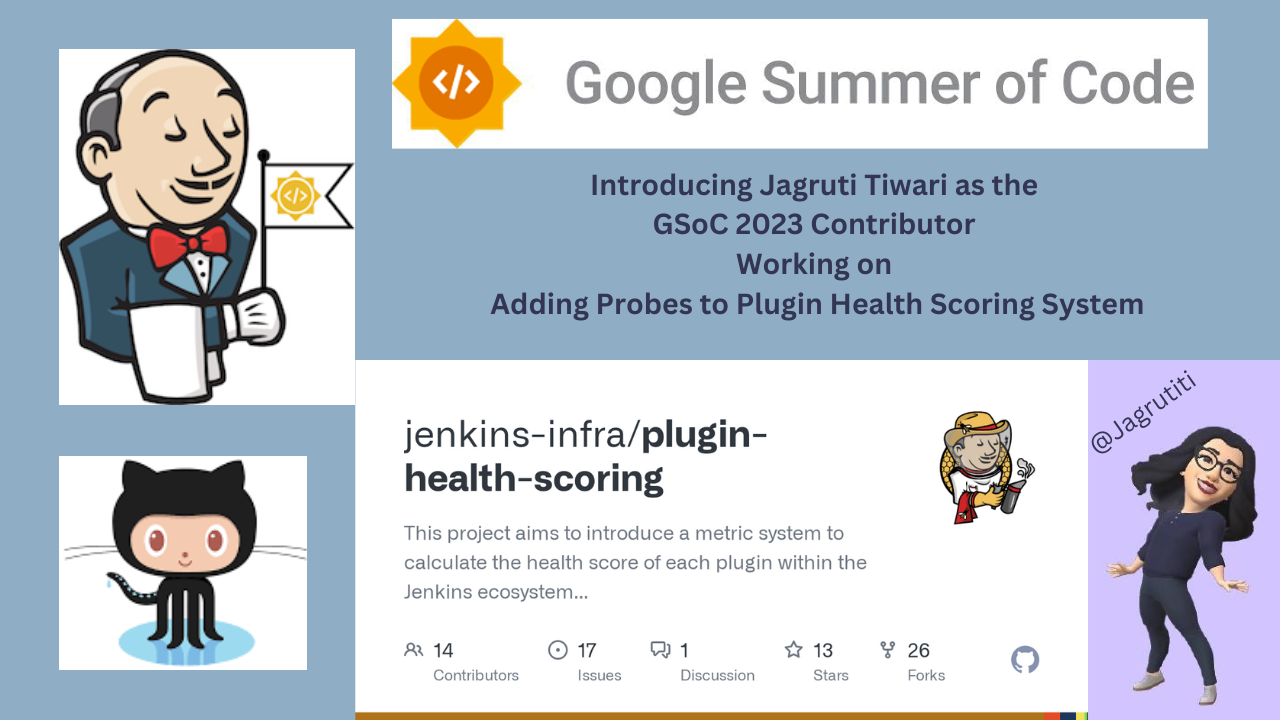 </> Google Summer of Code
</>
Introducing Jagruti Tiwari as the
GSoC 2023 Contributor
Working on
Adding Probes to Plugin Health Scoring System
jenkins-infra/plugin-
health-scoring
This project aims to introduce a metric system to
calculate the health score of each plugin within the
Jenkins ecosystem...
14 17 1 13 26
Contributors Issues Discussion Stars Forks
@Jagrutiti